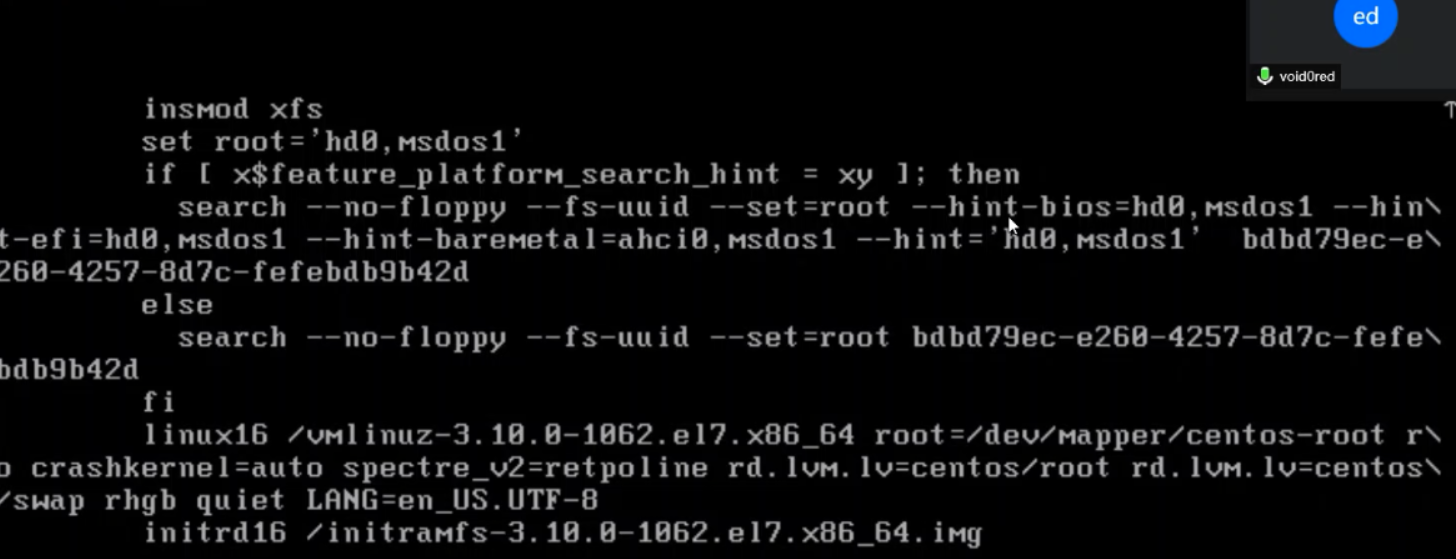 ed
void0red
insmod xfs
set root='hd0,msdos1'
if [ x$feature_platform_search_hint = xy ]; then
search --no-floppy --fs-uuid --set=root --hint-bios=hd0,msdos1 --hin\
t-efi=hd0,msdos1 --hint-baremetal=ahci0,msdos1 --hint='hd0,msdos1'  bdbd79ec-e\
260-4257-8d7c-fefebdb9b42d
else
search --no-floppy --fs-uuid --set=root bdbd79ec-e260-4257-8d7c-fefe\
bdb9b42d
fi
linux16 /vmlinuz-3.10.0-1062.el7.x86_64 root=/dev/mapper/centos-root r\
o crashkernel=auto spectre_v2=retpoline rd.lvm.lv=centos/root rd.lvm.lv=centos\
/swap rhgb quiet LANG=en_US.UTF-8
initrd16 /initramfs-3.10.0-1062.el7.x86_64.img